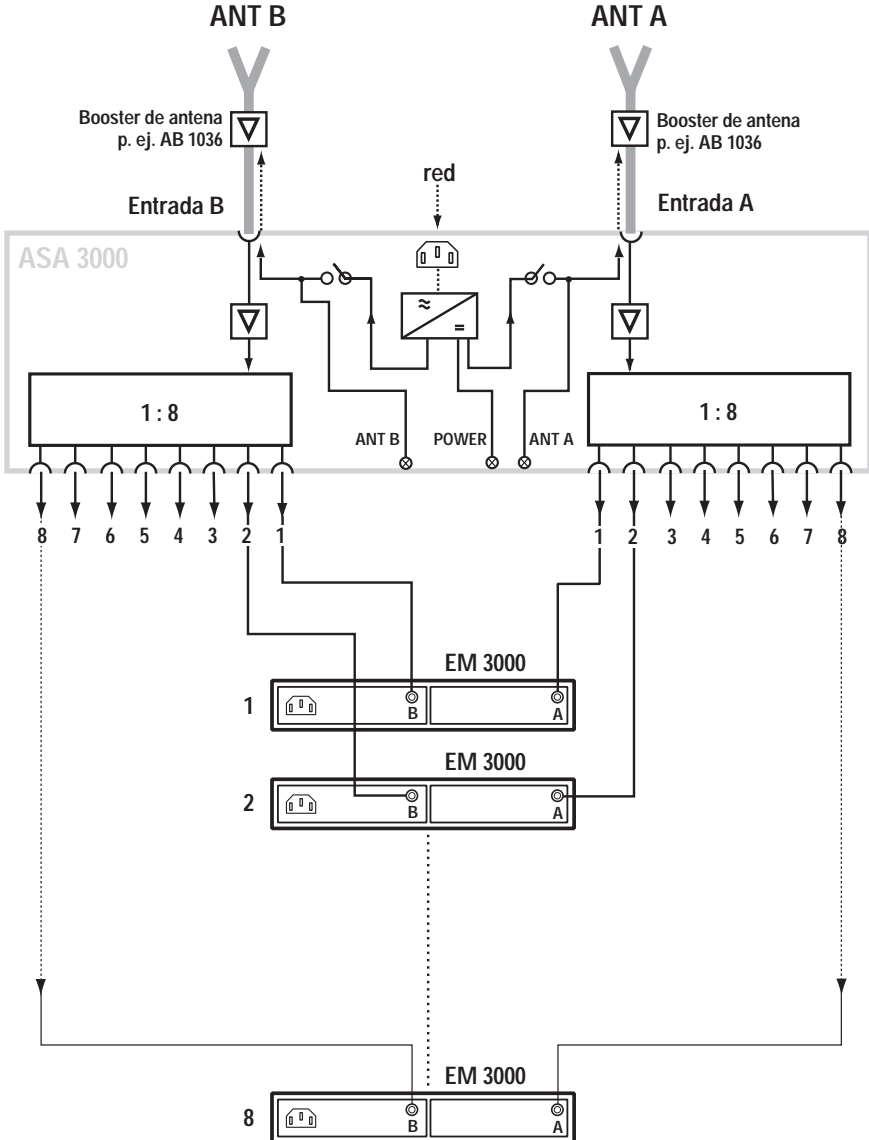 ANT B
ANT A
Booster de antena
p. ej. AB 1036
Booster de antena
p. ej. AB 1036
red
Entrada B
Entrada A
ASA 3000
≈
=
1 : 8
1 : 8
ANT B
POWER
ANT A
8 7 6 5 4 3 2 1
1 2 3 4 5 6 7 8
EM 3000
1
B
A
EM 3000
2
B
A
EM 3000
8
B
A